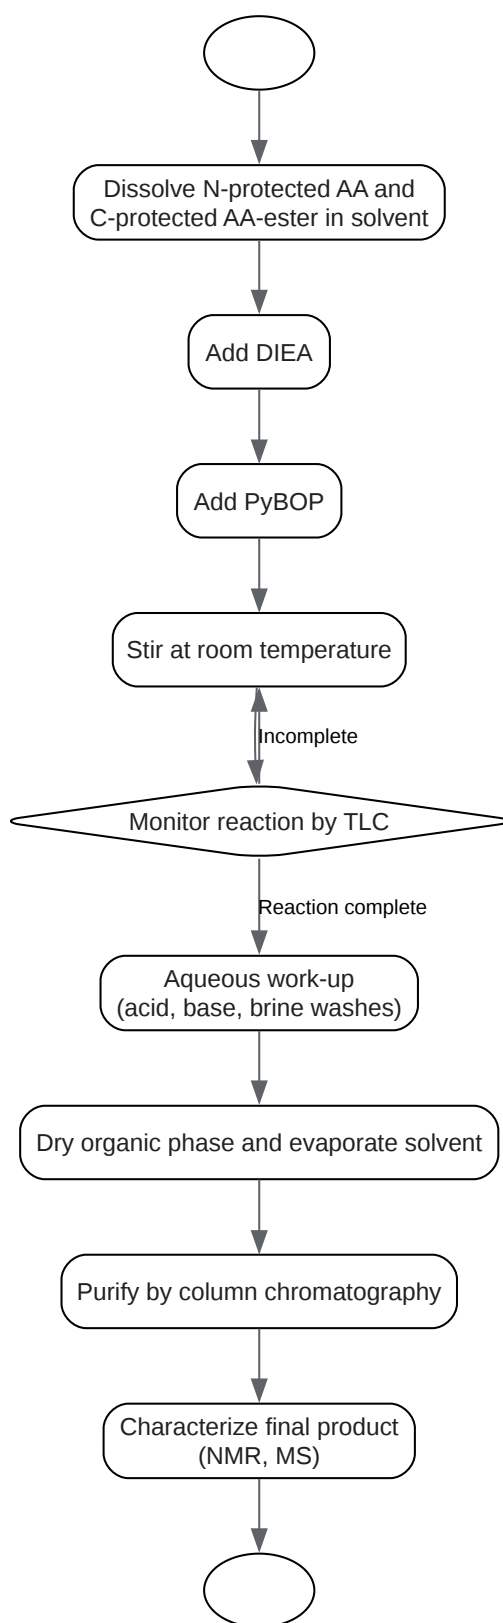 Dissolve N-protected AA and
C-protected AA-ester in solvent
Add DIEA
Add PyBOP
Stir at room temperature
Incomplete
Monitor reaction by TLC
Reaction complete
Aqueous work-up
(acid, base, brine washes)
Dry organic phase and evaporate solvent
Purify by column chromatography
Characterize final product
(NMR, MS)